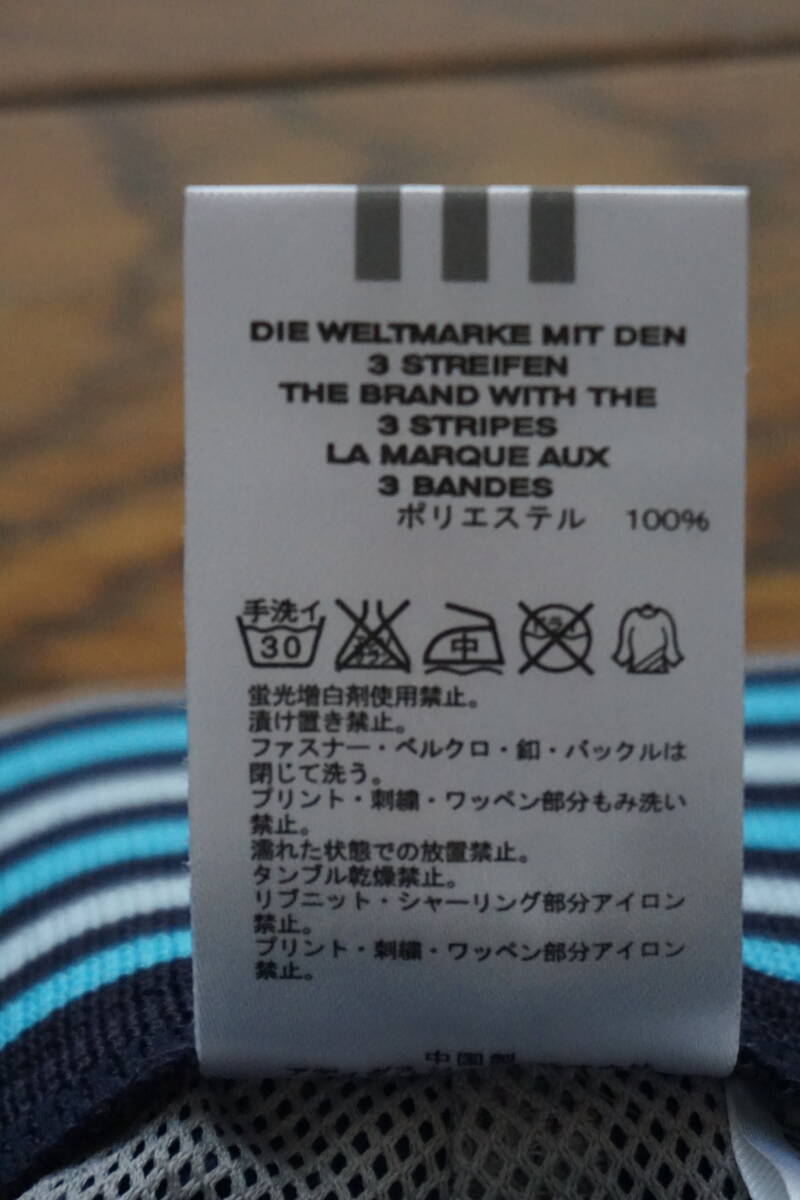 DIE WELTMARKE MIT DEN
3 STREIFEN
THE BRAND WITH THE
3 STRIPES
LA MARQUE AUX
3 BANDES
ポリエステル 100%
手洗イ
30
中
蛍光増白剤使用禁止。
漬け置き禁止。
ファスナー・ベルクロ・釦・バックルは
閉じて洗う。
プリント・刺繍・ワッペン部分もみ洗い
禁止。
濡れた状態での放置禁止。
タンブル乾燥禁止。
リブニット・シャーリング部分アイロン
禁止。
プリント・刺繍・ワッペン部分アイロン
禁止。
中国製